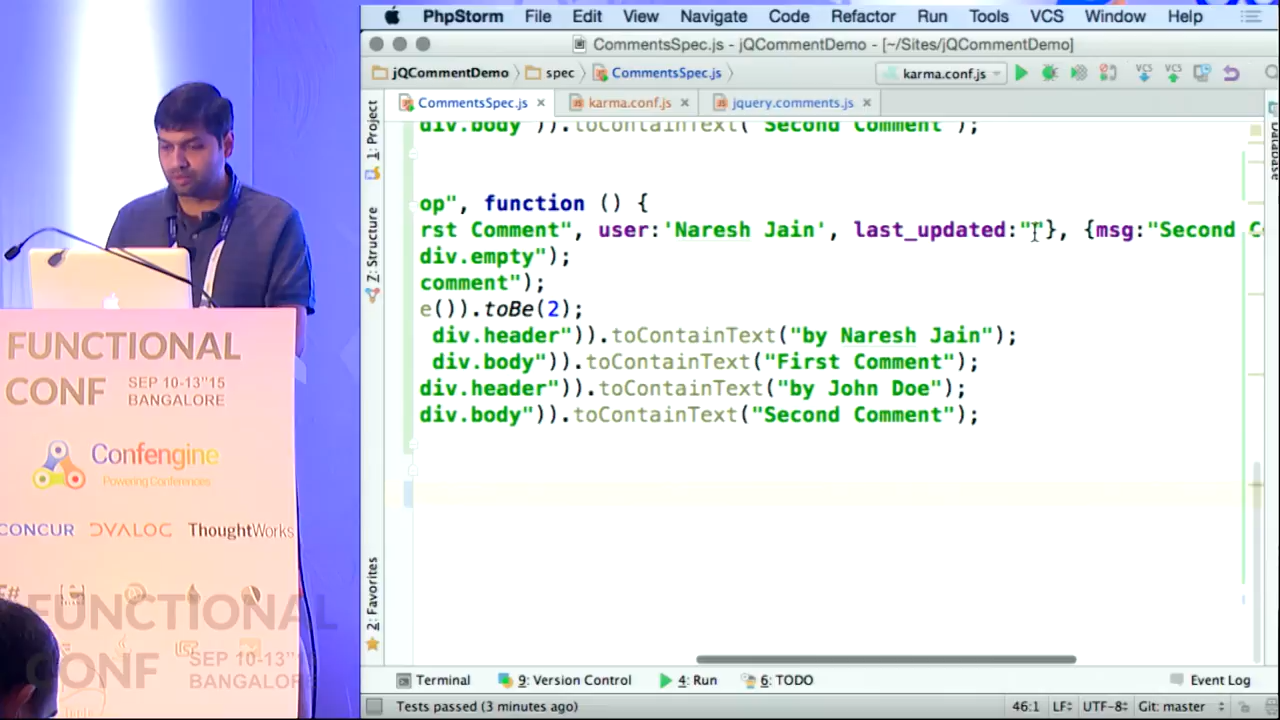 PhpStorm File Edit View Navigate Code Refactor Run Tools VCS Window Help
CommentsSpec.js - jQCommentDemo - [~/Sites/jQCommentDemo]
jQCommentDemo spec CommentsSpec.js karma.conf.js VCS VCS
CommentsSpec.js karma.conf.js jquery.comments.js
1: Project
Z: Structure
2: Favorites
Database
div.body")).toContainText("Second Comment");
op", function () {
rst Comment", user:'Naresh Jain', last_updated:""}, {msg:"Second C
div.empty");
comment");
e()).toBe(2);
div.header")).toContainText("by Naresh Jain");
div.body")).toContainText("First Comment");
div.header")).toContainText("by John Doe");
div.body")).toContainText("Second Comment");
Terminal 9: Version Control 4: Run 6: TODO Event Log
Tests passed (3 minutes ago) 46:1 LF UTF-8 Git: master
FUNCTIONAL
CONF SEP 10-13"15
BANGALORE
Confengine
Powering Conferences
CONCUR DYALOC ThoughtWorks
F#
FUNCTIONAL
CONF SEP 10-13"1
BANGALOR